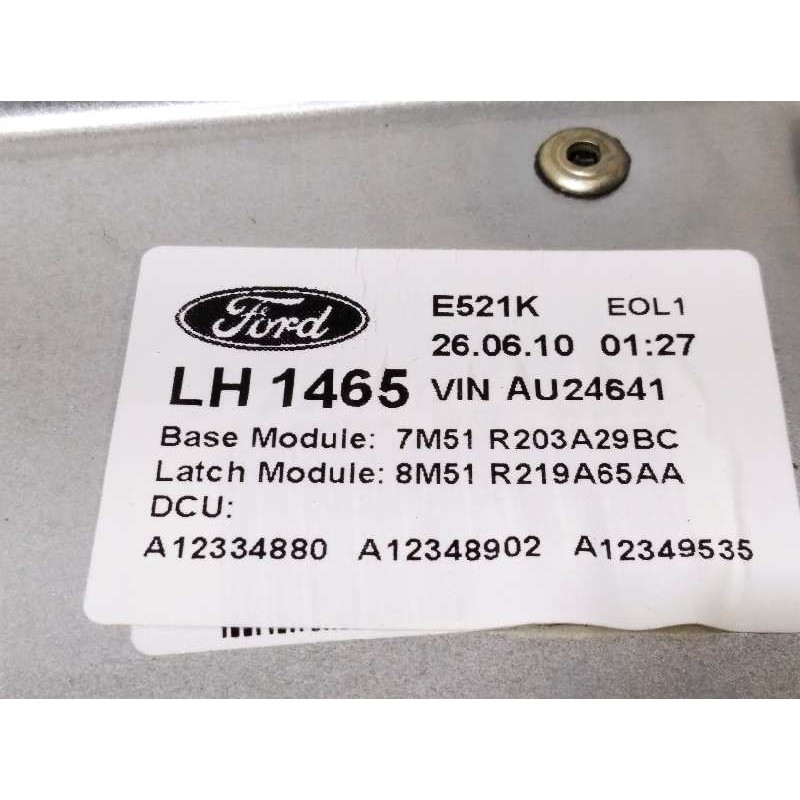 Ford
E521K EOL1
26.06.10 01:27
LH 1465 VIN AU24641
Base Module: 7M51 R203A29BC
Latch Module: 8M51 R219A65AA
DCU:
A12334880 A12348902 A12349535